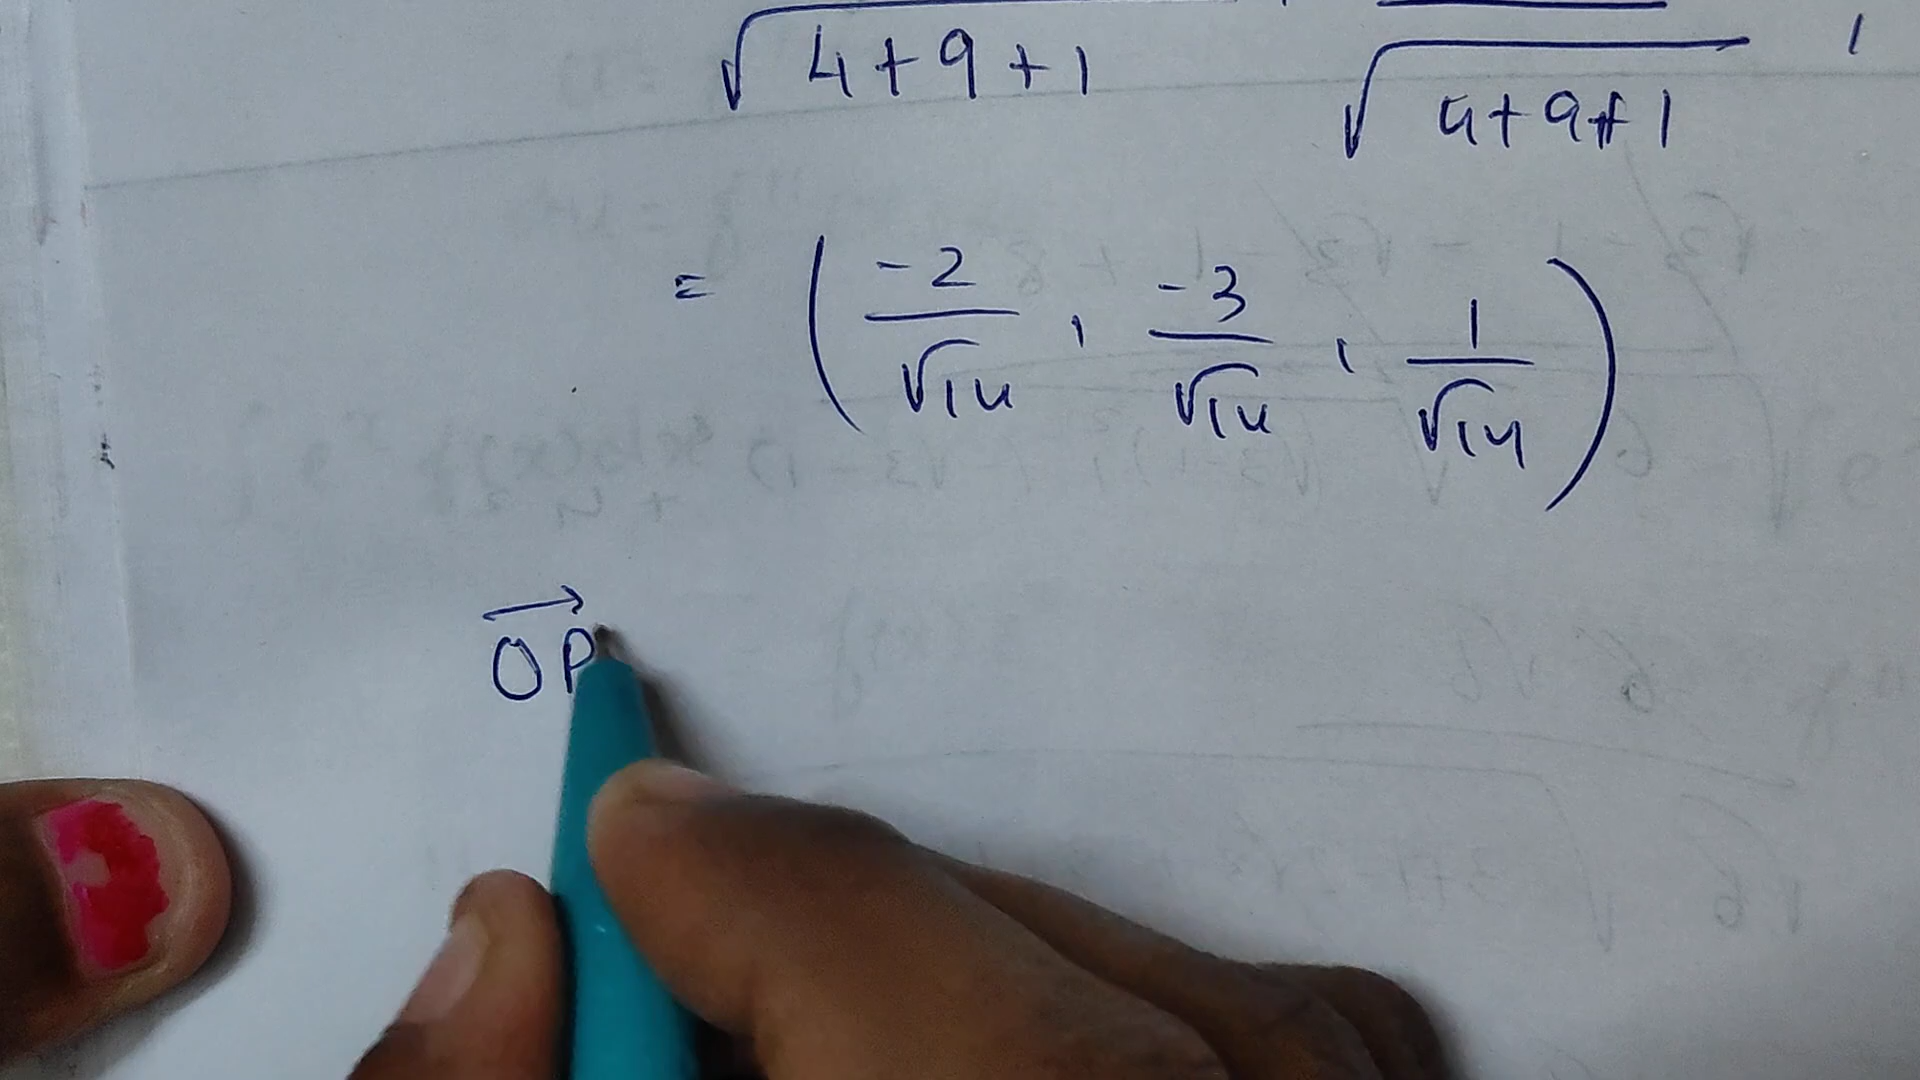 √4+9+1 , √4+9+1 ,
= ( -2/√14 , -3/√14 , 1/√14 )
→
OP